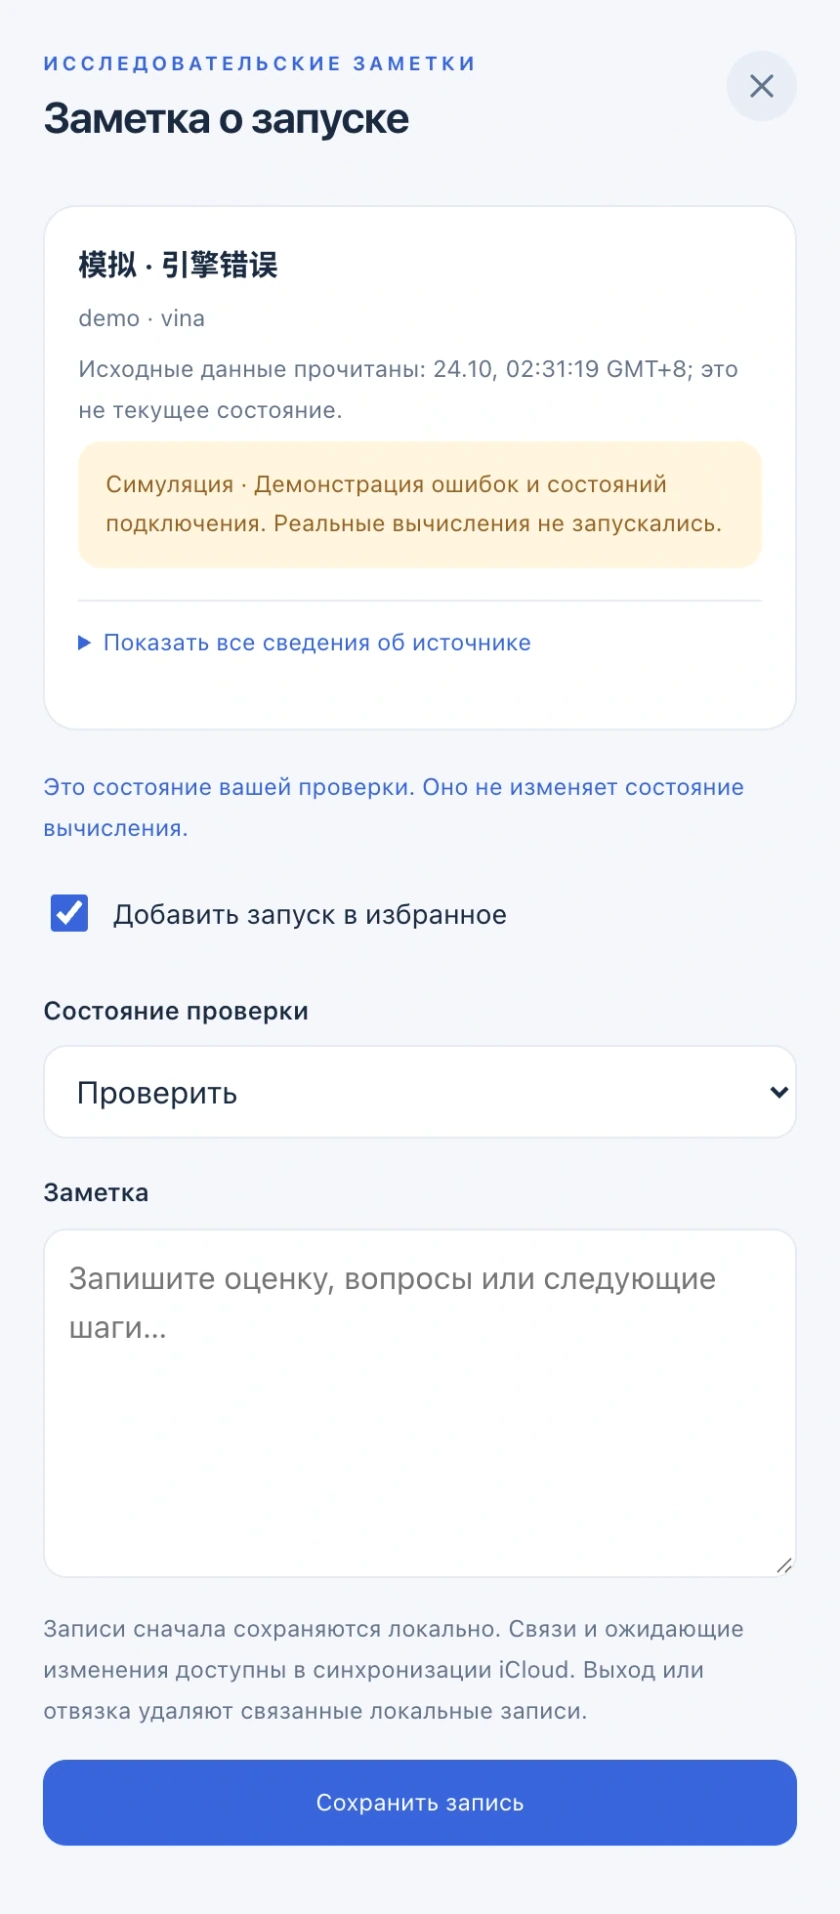 ИССЛЕДОВАТЕЛЬСКИЕ ЗАМЕТКИ
Заметка о запуске
模拟 · 引擎错误
demo · vina
Исходные данные прочитаны: 24.10, 02:31:19 GMT+8; это
не текущее состояние.
Симуляция · Демонстрация ошибок и состояний
подключения. Реальные вычисления не запускались.
Показать все сведения об источнике
Это состояние вашей проверки. Оно не изменяет состояние
вычисления.
Добавить запуск в избранное
Состояние проверки
Проверить
Заметка
Запишите оценку, вопросы или следующие
шаги...
Записи сначала сохраняются локально. Связи и ожидающие
изменения доступны в синхронизации iCloud. Выход или
отвязка удаляют связанные локальные записи.
Сохранить запись